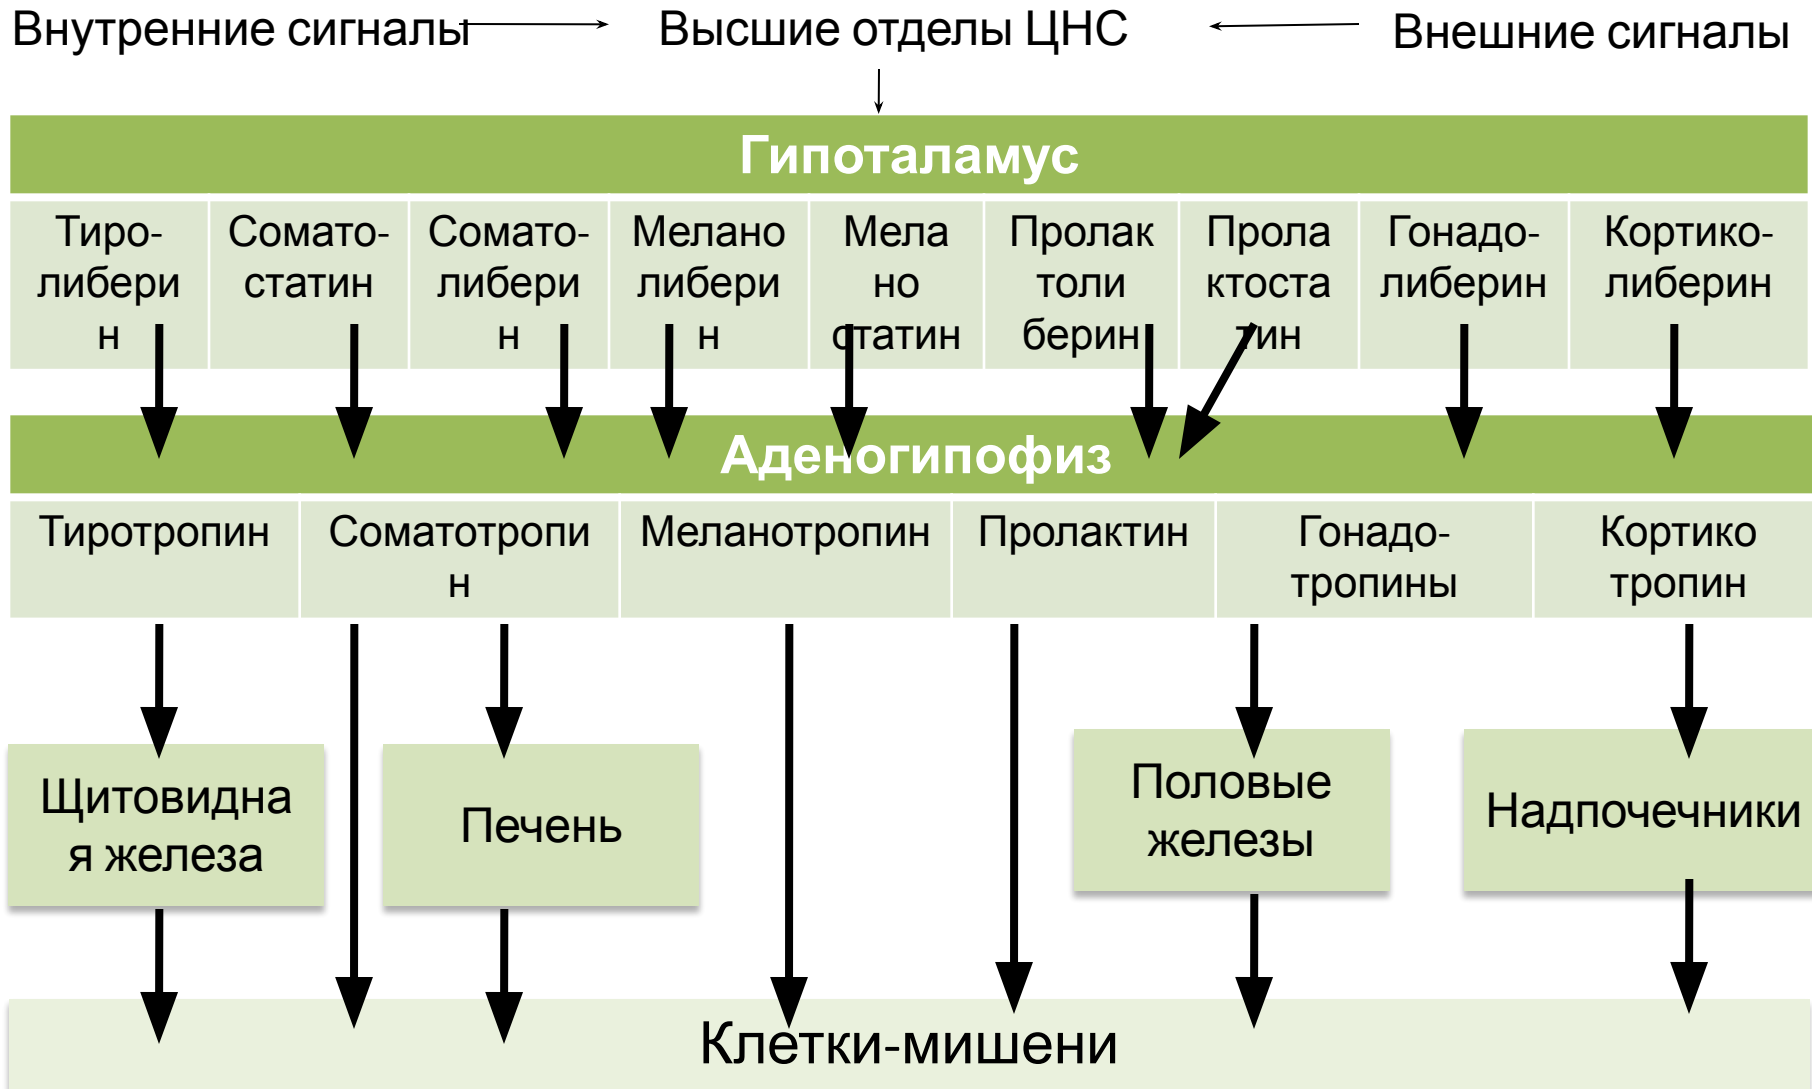 Внутренние сигналы Высшие отделы ЦНС Внешние сигналы
Гипоталамус
Тиро-
либери
н
Сомато-
статин
Сомато-
либери
н
Мелано
либери
н
Мела
но
статин
Пролак
толи
берин
Прола
ктоста
тин
Гонадо-
либерин
Кортико-
либерин
Аденогипофиз
Тиротропин
Соматотропи
н
Меланотропин
Пролактин
Гонадо-
тропины
Кортико
тропин
Щитовидна
я железа
Печень
Половые
железы
Надпочечники
Клетки-мишени